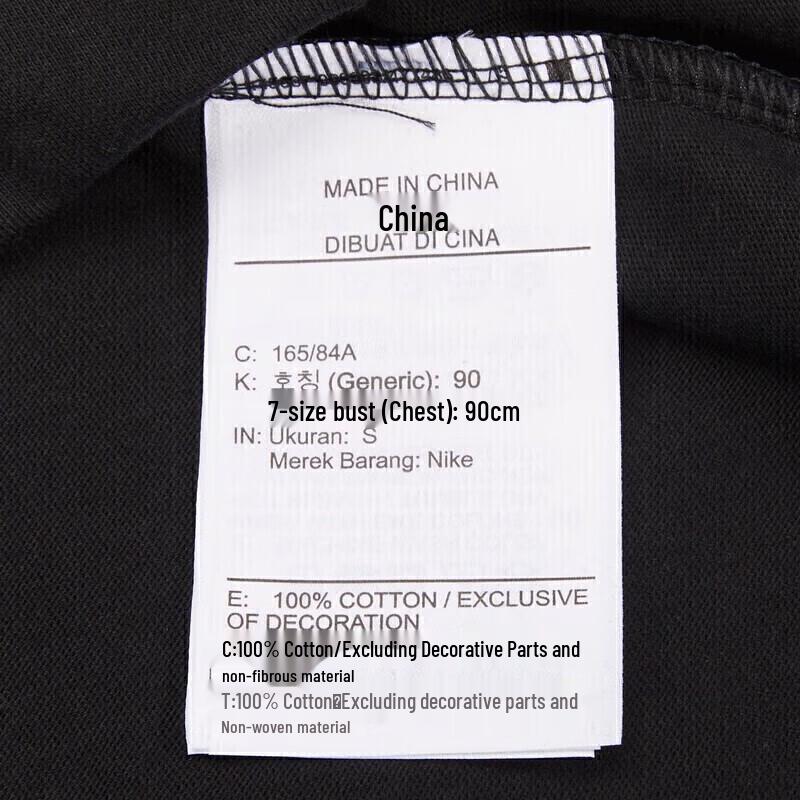 MADE IN CHINA
China
DIBUAT DI CINA
C: 165/84A
K: 호칭 (Generic): 90
7-size bust (Chest): 90cm
IN: Ukuran: S
Merek Barang: Nike
E: 100% COTTON / EXCLUSIVE
OF DECORATION
C:100% Cotton/Excluding Decorative Parts and
non-fibrous material
T:100% Cotton Excluding decorative parts and
Non-woven material